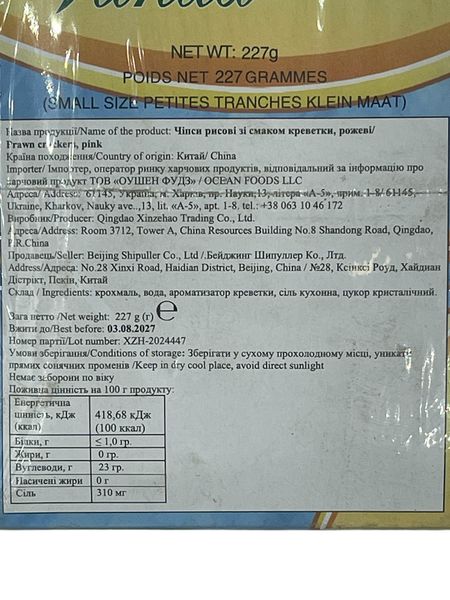 NET WT: 227g
POIDS NET 227 GRAMMES
(SMALL SIZE PETITES TRANCHES KLEIN MAAT)
Назва продукції/Name of the product: Чіпси рисові зі смаком креветки, рожеві/
Prawn crackers, pink
Країна походження/Country of origin: Китай/ China
Importer/ Імпортер, оператор ринку харчових продуктів, відповідальний за інформацію про
харчовий продукт ТОВ «ОУШЕН ФУДЗ» / OCEAN FOODS LLC
Адреса/ Address: 61145, Україна, м. Харків, пр. Науки,13, літера «А-5», прим. 1-8/ 61145,
Ukraine, Kharkov, Nauky ave..,13, lit. «А-5», apt. 1-8. tel.: +38 063 10 46 172
Виробник/Producer: Qingdao Xinzehao Trading Co., Ltd.
Адреса/Address: Room 3712, Tower A, China Resources Building No.8 Shandong Road, Qingdao,
P.R.China
Продавець/Seller: Beijing Shipuller Co., Ltd /.Бейджинг Шипуллер Ко., Лтд.
Address/Адреса: No.28 Xinxi Road, Haidian District, Beijing, China / №28, Ксінксі Роуд, Хайдиан
Дістрікт, Пекін, Китай
Склад / Ingredients: крохмаль, вода, ароматизатор креветки, сіль кухонна, цукор кристалічний.
Вага нетто /Net weight: 227 g (г) ℮
Вжити до/Best before: 03.08.2027
Номер партії/Lot number: XZH-2024447
Умови зберігання/Conditions of storage: Зберігати у сухому прохолодному місці, уникати
прямих сонячних променів /Keep in dry cool place, avoid direct sunlight
Немає заборони по віку
Поживна цінність на 100 г продукту:
Енергетична
цінність, кДж
(ккал)
418,68 кДж
(100 ккал)
Білки, г ≤ 1,0 гр.
Жири, г 0 гр.
Вуглеводи, г 23 гр.
Насичені жири 0 г
Сіль 310 мг